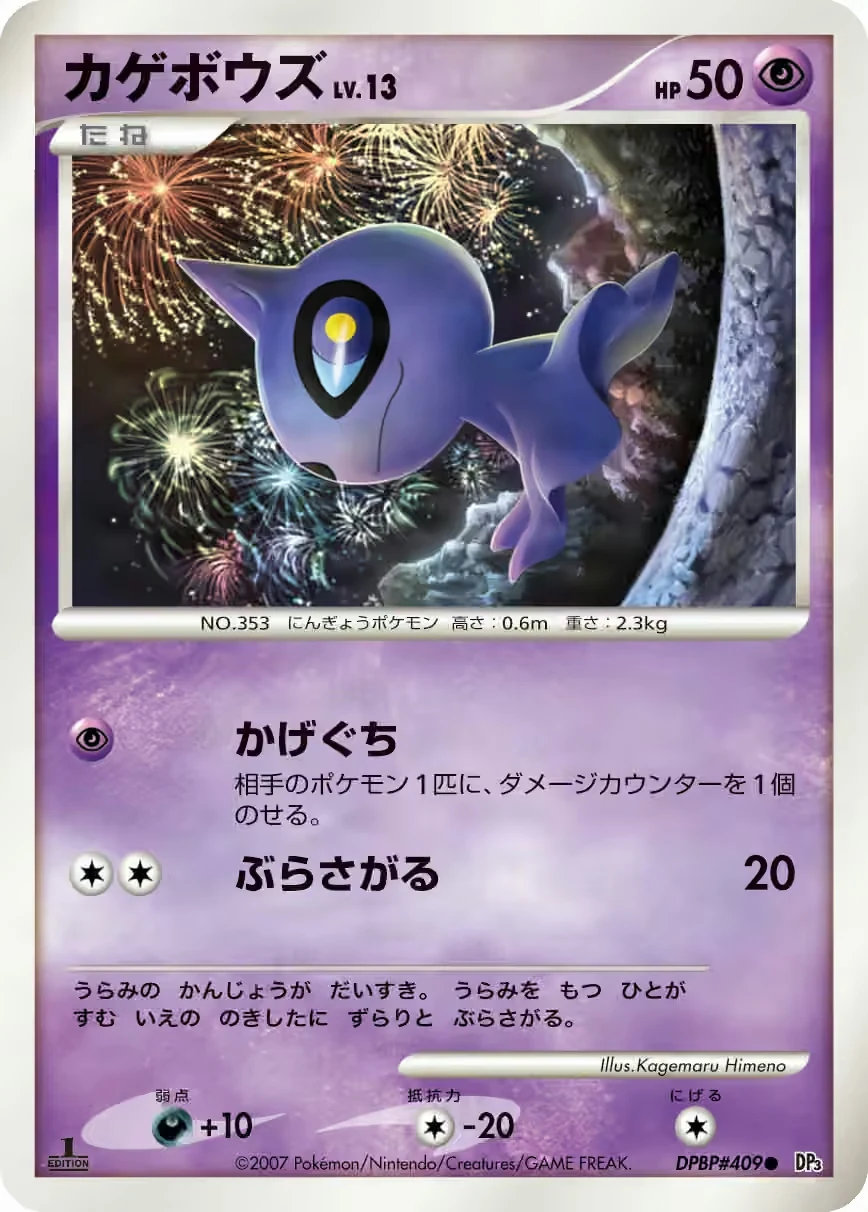 カゲボウズ LV.13 HP 50
たね
NO.353 にんぎょうポケモン 高さ:0.6m 重さ:2.3kg
かげぐち
相手のポケモン1匹に、ダメージカウンターを1個
のせる。
ぶらさがる 20
うらみの かんじょうが だいすき。 うらみを もつ ひとが
すむ いえの のきしたに ずらりと ぶらさがる。
Illus.Kagemaru Himeno
弱点 抵抗力 にげる
+10 -20
1
EDITION
©2007 Pokémon/Nintendo/Creatures/GAME FREAK. DPBP#409 DP3